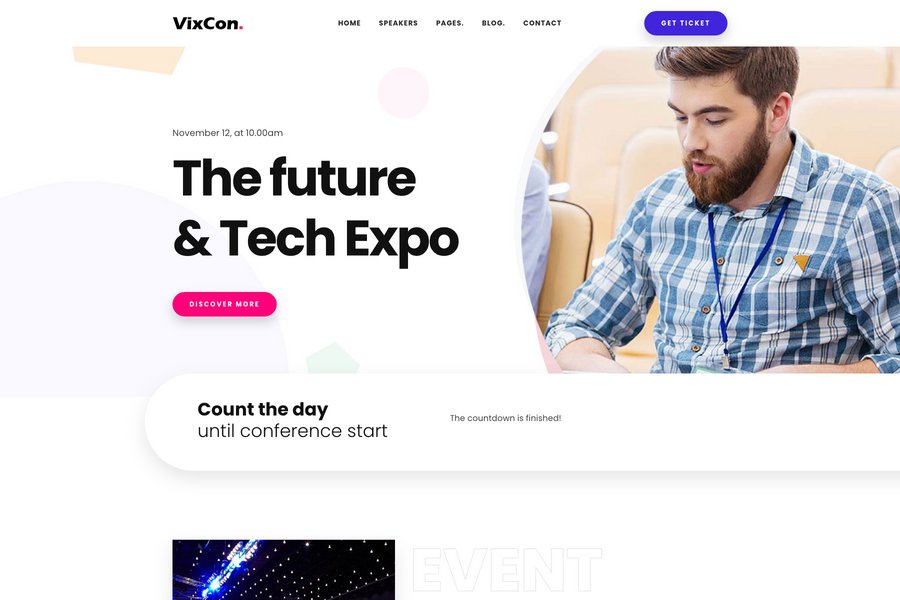 VixCon.
HOME SPEAKERS PAGES. BLOG. CONTACT
GET TICKET
November 12, at 10.00am
The future
& Tech Expo
DISCOVER MORE
Count the day
until conference start
The countdown is finished!
EVENT